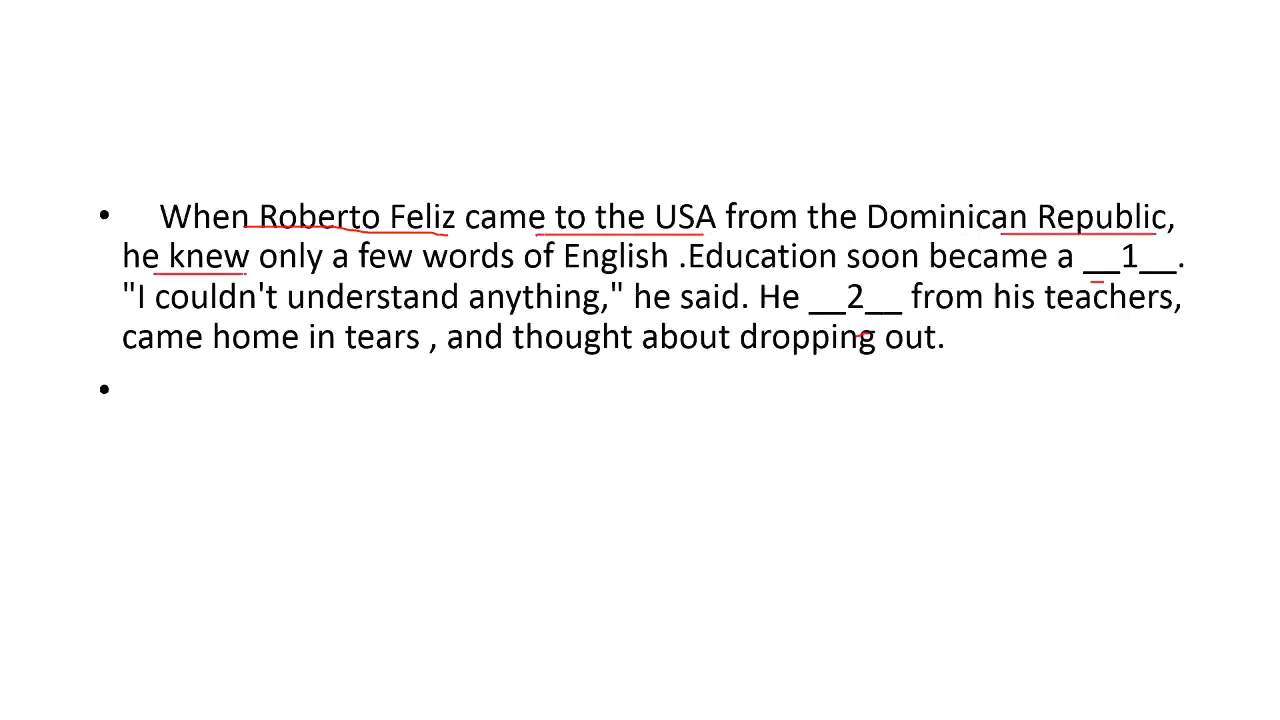 • When Roberto Feliz came to the USA from the Dominican Republic,
he knew only a few words of English .Education soon became a __1__.
"I couldn't understand anything," he said. He __2__ from his teachers,
came home in tears , and thought about dropping out.
•